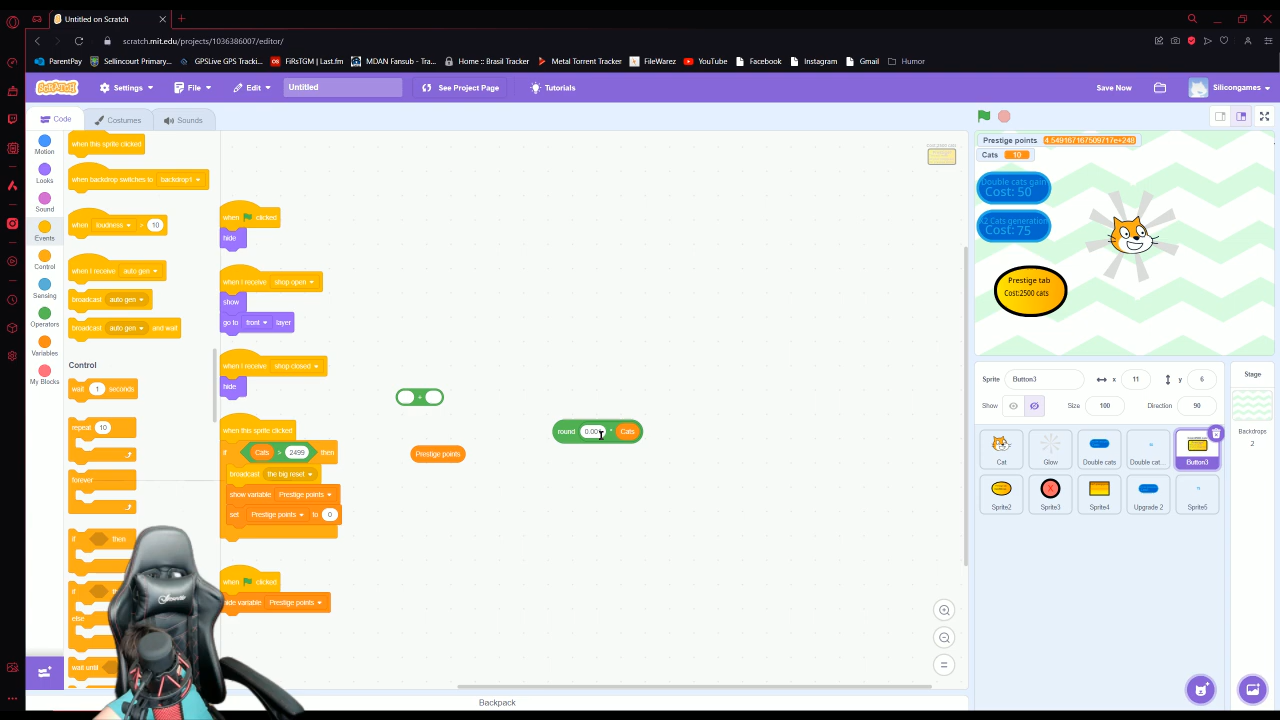 Untitled on Scratch
scratch.mit.edu/projects/1036386007/editor/
ParentPay
Sellincourt Primary...
GPSLive GPS Tracki...
FiRsTGM | Last.fm
MDAN Fansub - Tra...
Home :: Brasil Tracker
Metal Torrent Tracker
FileWarez
YouTube
Facebook
Instagram
Gmail
Humor
SCRATCH
Settings
File
Edit
Untitled
See Project Page
Tutorials
Save Now
Silicongames
Code
Costumes
Sounds
Motion
Looks
Sound
Events
Control
Sensing
Operators
Variables
My Blocks
when this sprite clicked
when backdrop switches to backdrop1
when loudness > 10
when I receive auto gen
broadcast auto gen
broadcast auto gen and wait
Control
wait 1 seconds
repeat 10
forever
if then
if
else
wait until
when clicked
hide
when I receive shop open
show
go to front layer
when I receive shop closed
hide
when this sprite clicked
if Cats > 2499 then
broadcast the big reset
show variable Prestige points
set Prestige points to 0
when clicked
hide variable Prestige points
+
Prestige points
round 0.00 * Cats
Backpack
Prestige points 4.549167167509717e+248
Cats 10
Double cats gain
Cost: 50
X2 Cats generation
Cost: 75
Prestige tab
Cost:2500 cats
Sprite Button3
x 11
y 6
Show
Size 100
Direction 90
Cat
Glow
Double cats
Double cat...
Button3
Sprite2
Sprite3
Sprite4
Upgrade 2
Sprite5
Stage
Backdrops
2